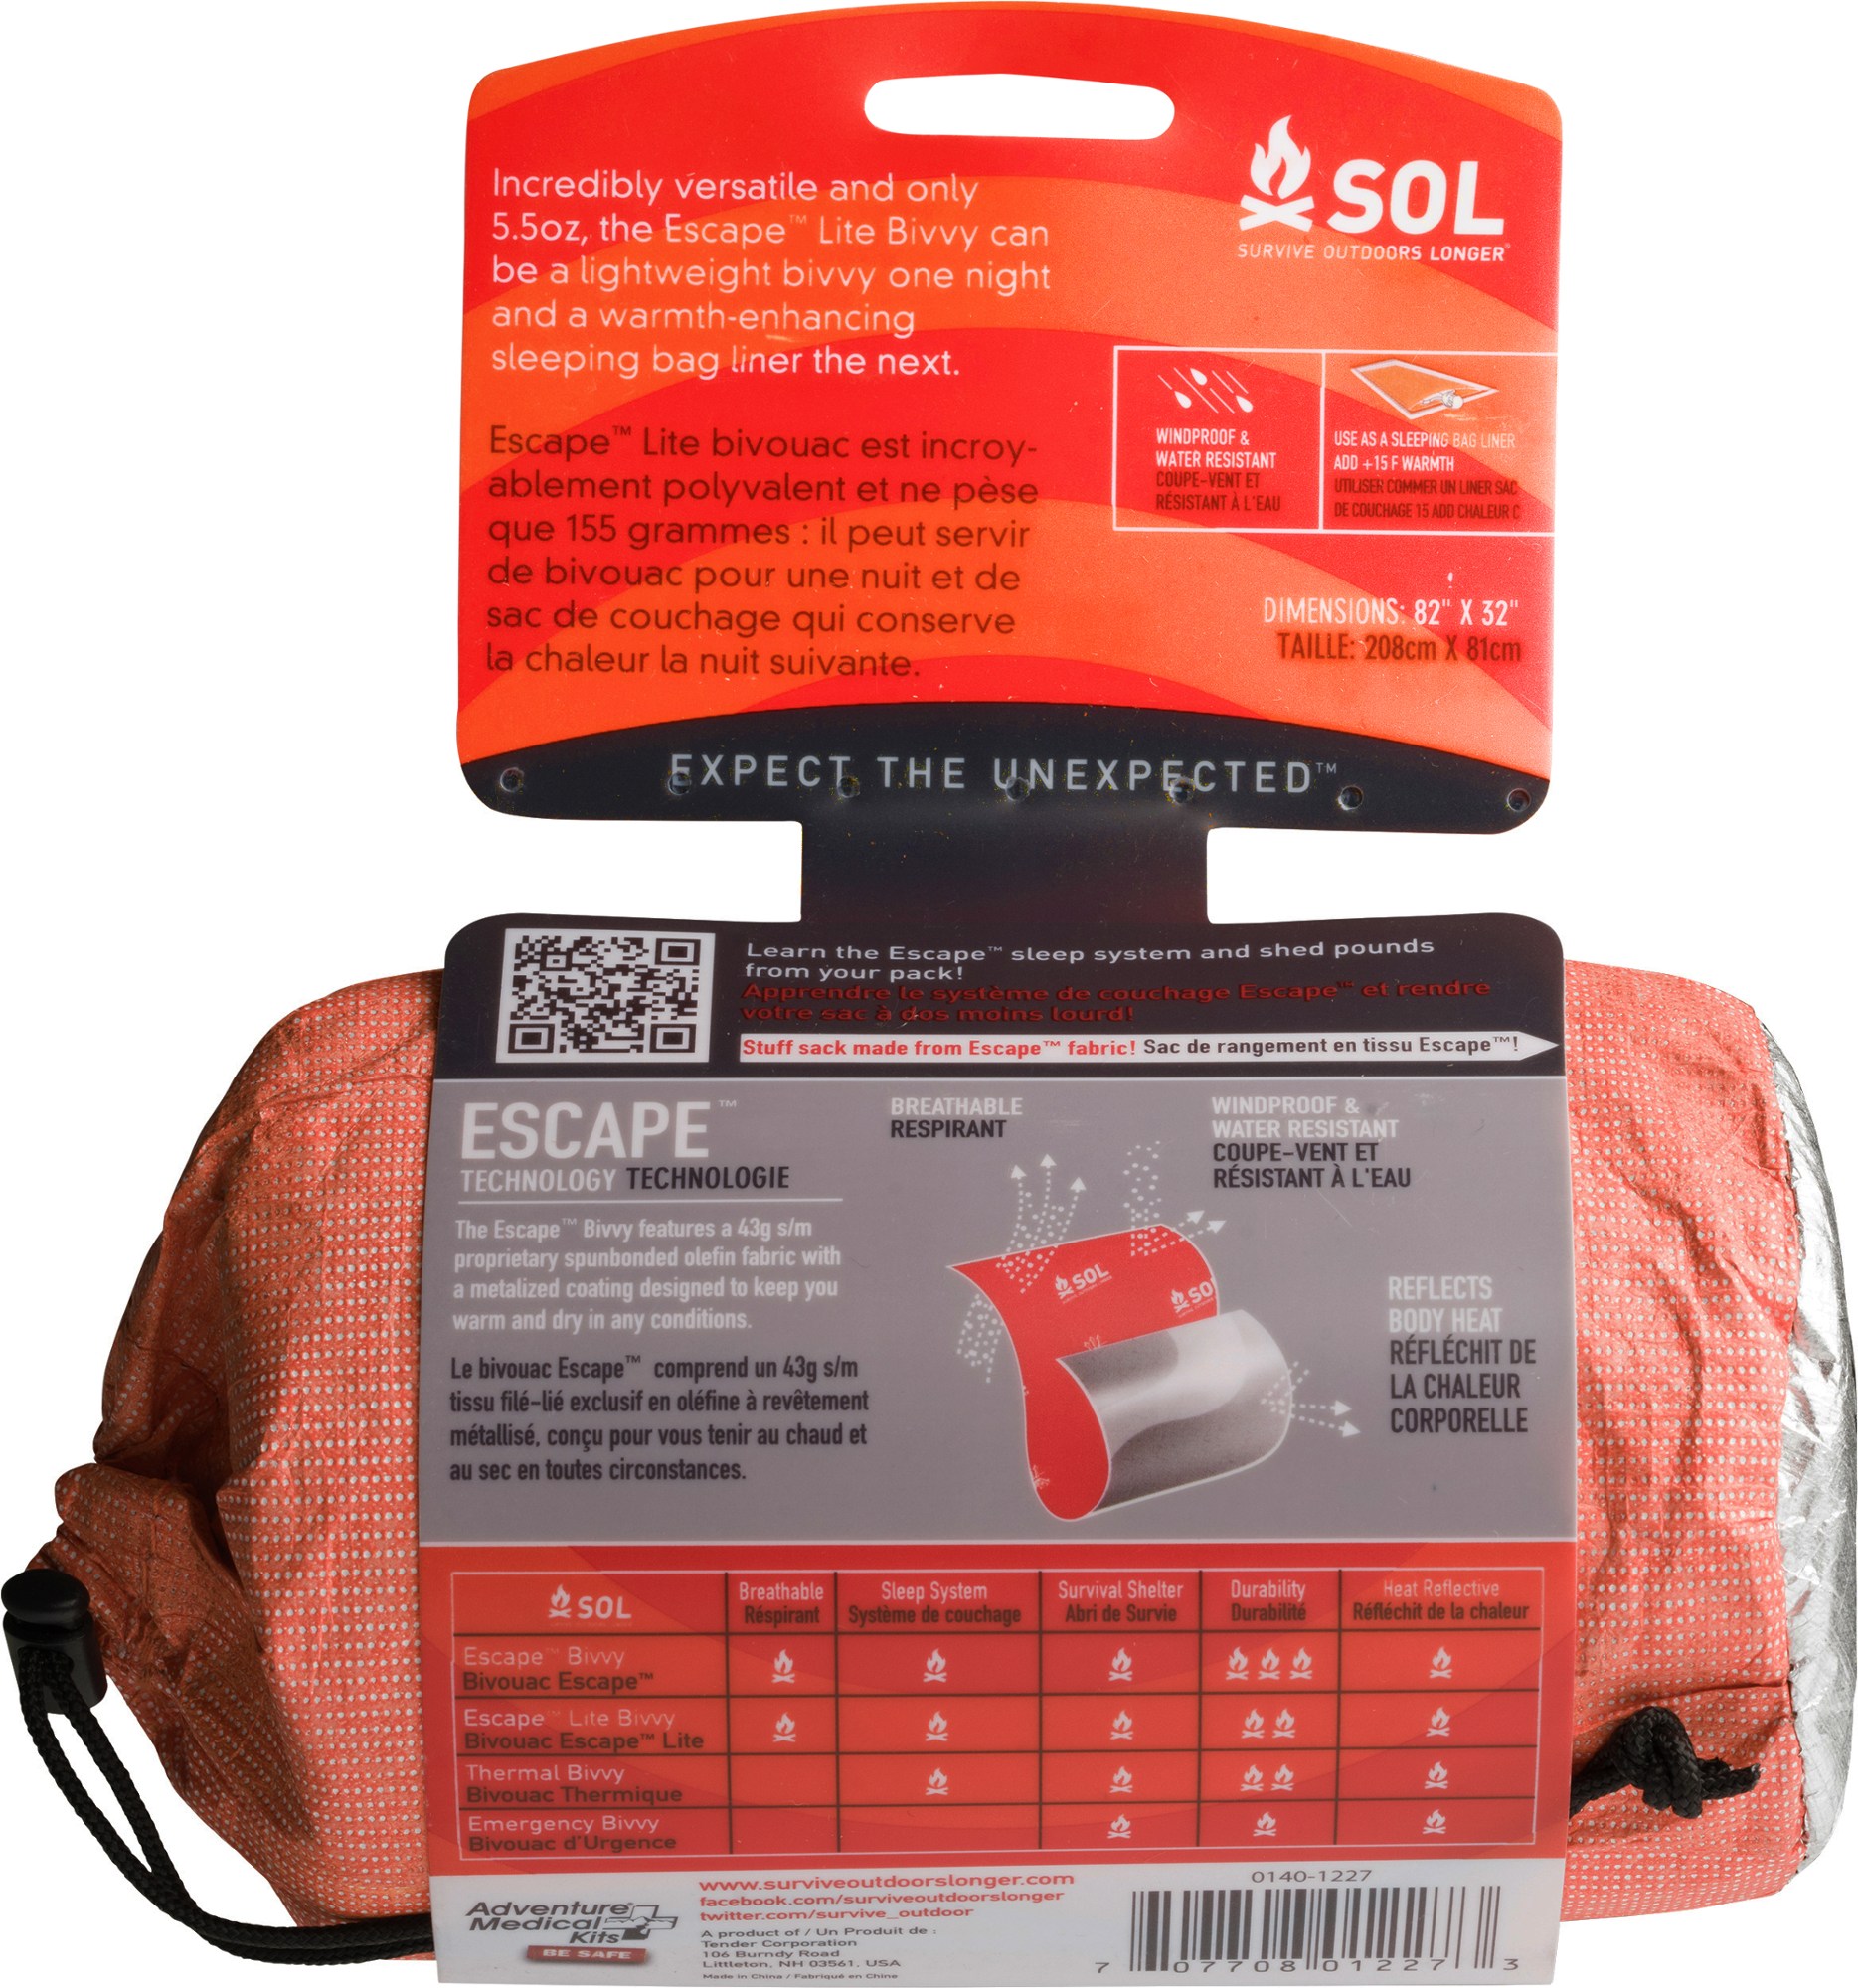 Incredibly versatile and only
5.5oz, the Escape™ Lite Bivvy can
be a lightweight bivvy one night
and a warmth-enhancing
sleeping bag liner the next.
Escape™ Lite bivouac est incroy-
ablement polyvalent et ne pèse
que 155 grammes : il peut servir
de bivouac pour une nuit et de
sac de couchage qui conserve
la chaleur la nuit suivante.
SOL
SURVIVE OUTDOORS LONGER®
WINDPROOF &
WATER RESISTANT
COUPE-VENT ET
RÉSISTANT À L'EAU
USE AS A SLEEPING BAG LINER
ADD +15 F WARMTH
UTILISER COMMER UN LINER SAC
DE COUCHAGE 15 ADD CHALEUR C
DIMENSIONS: 82" X 32"
TAILLE: 208cm X 81cm
EXPECT THE UNEXPECTED™
Learn the Escape™ sleep system and shed pounds
from your pack!
Apprendre le système de couchage Escape™ et rendre
votre sac à dos moins lourd!
Stuff sack made from Escape™ fabric! Sac de rangement en tissu Escape™!
ESCAPE™
TECHNOLOGY TECHNOLOGIE
The Escape™ Bivvy features a 43g s/m
proprietary spunbonded olefin fabric with
a metalized coating designed to keep you
warm and dry in any conditions.
Le bivouac Escape™ comprend un 43g s/m
tissu filé-lié exclusif en oléfine à revêtement
métallisé, conçu pour vous tenir au chaud et
au sec en toutes circonstances.
BREATHABLE
RESPIRANT
WINDPROOF &
WATER RESISTANT
COUPE-VENT ET
RÉSISTANT À L'EAU
SOL
SO
REFLECTS
BODY HEAT
RÉFLÉCHIT DE
LA CHALEUR
CORPORELLE
SOL
Breathable
Réspirant
Sleep System
Système de couchage
Survival Shelter
Abri de Survie
Durability
Durabilité
Heat Reflective
Réfléchit de la chaleur
Escape™ Bivvy
Bivouac Escape™
Escape™ Lite Bivvy
Bivouac Escape™ Lite
Thermal Bivvy
Bivouac Thermique
Emergency Bivvy
Bivouac d'Urgence
Adventure®
Medical
Kits
BE SAFE
www.surviveoutdoorslonger.com
facebook.com/surviveoutdoorslonger
twitter.com/survive_outdoor
A product of / Un Produit de :
Tender Corporation
106 Burndy Road
Littleton, NH 03561, USA
Made in China / Fabriqué en Chine
0140-1227
7 07708 01227 3